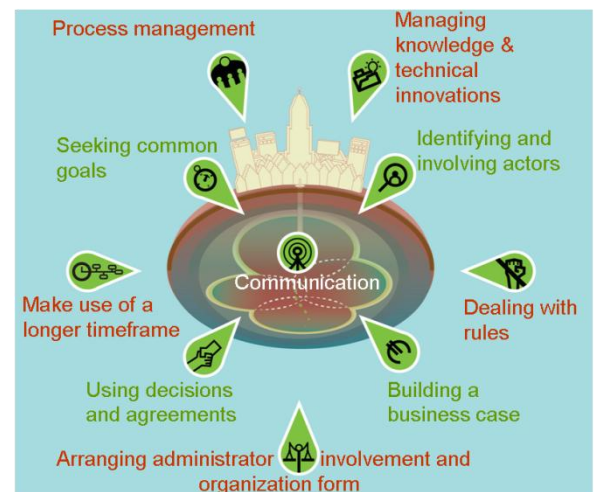 Process management
Managing
knowledge &
technical
innovations
Seeking common
goals
Identifying and
involving actors
Communication
Make use of a
longer timeframe
Dealing with
rules
Using decisions
and agreements
Building a
business case
Arranging administrator involvement and
organization form